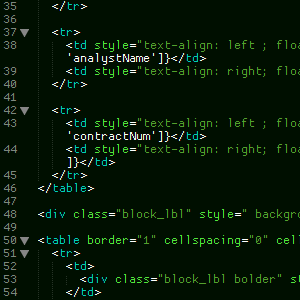 35 </tr>
36
37 <tr>
38 <td style="text-align: left ; floa
'analystName']}</td>
39 <td style="text-align: right; floa
40 </tr>
41
42 <tr>
43 <td style="text-align: left ; floa
'contractNum']}</td>
44 <td style="text-align: right; floa
]}</td>
45 </tr>
46 </table>
47
48 <div class="block_lbl" style=" backgro
49
50 <table border="1" cellspacing="0" cell
51 <tr>
52 <td>
53 <div class="block_lbl bolder" st
54 </td>